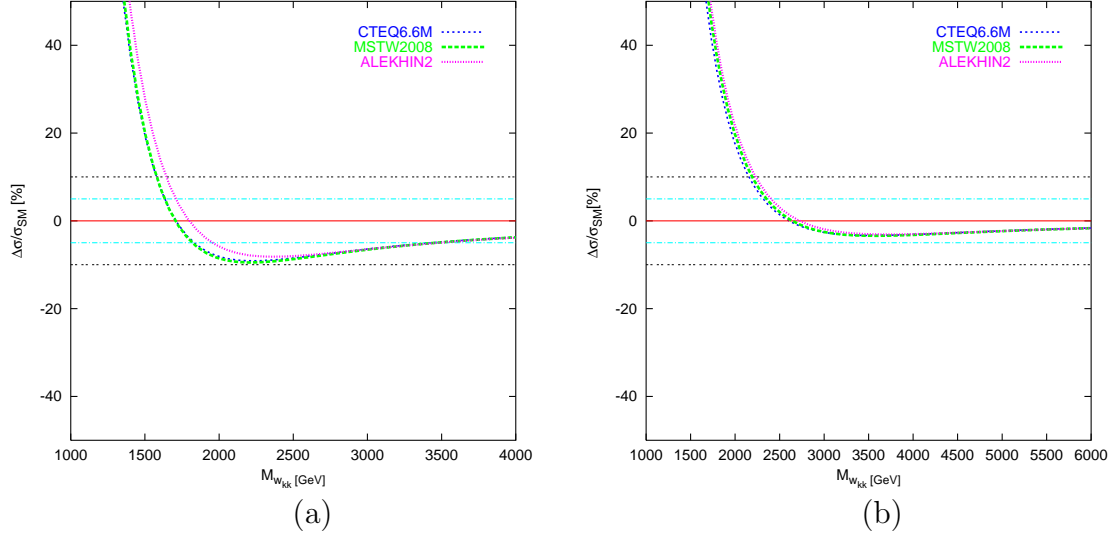 CTEQ6.6M
MSTW2008
ALEKHIN2
40
20
0
-20
-40
Δσ/σSM [%]
1000 1500 2000 2500 3000 3500 4000
Mwkk [GeV]
(a)
CTEQ6.6M
MSTW2008
ALEKHIN2
40
20
0
-20
-40
Δσ/σSM[%]
1000 1500 2000 2500 3000 3500 4000 4500 5000 5500 6000
Mwkk [GeV]
(b)